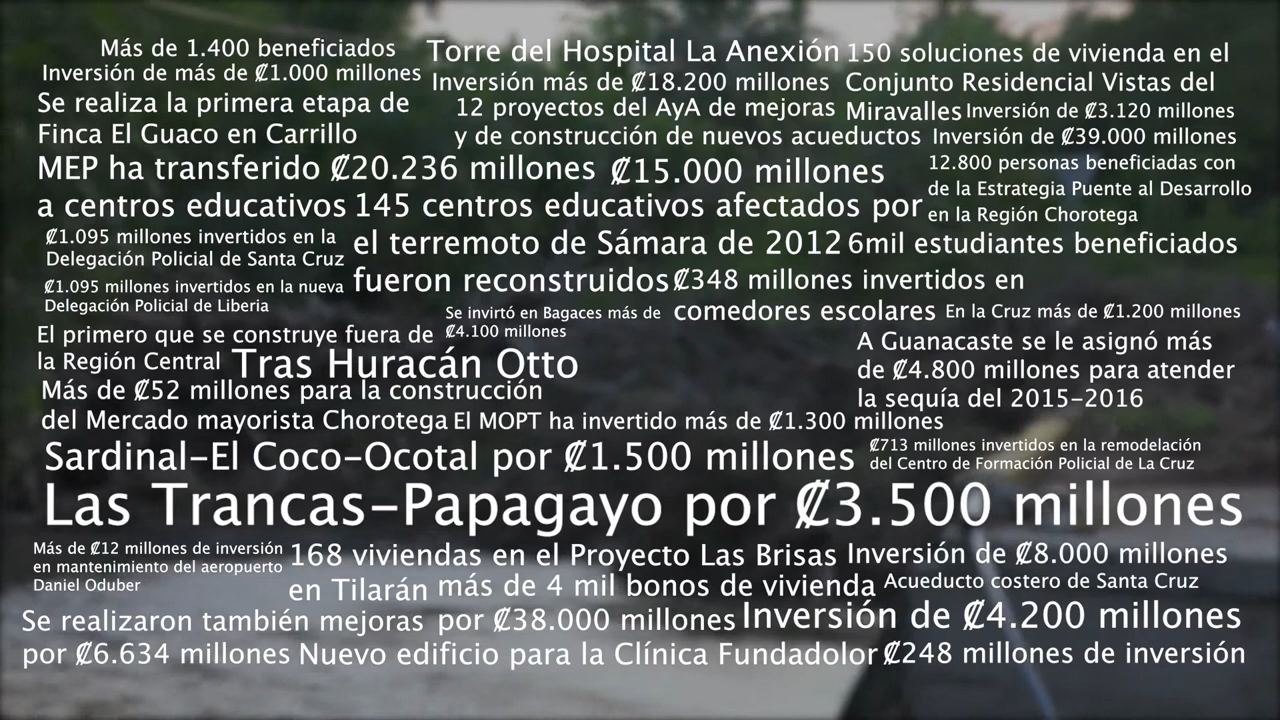 Más de 1.400 beneficiados
Inversión de más de ₡1.000 millones
Torre del Hospital La Anexión
Inversión más de ₡18.200 millones
150 soluciones de vivienda en el
Conjunto Residencial Vistas del
Miravalles
Inversión de ₡3.120 millones
Se realiza la primera etapa de
Finca El Guaco en Carrillo
12 proyectos del AyA de mejoras
y de construcción de nuevos acueductos
Inversión de ₡39.000 millones
MEP ha transferido ₡20.236 millones
a centros educativos
₡15.000 millones
12.800 personas beneficiadas con
de la Estrategia Puente al Desarrollo
en la Región Chorotega
145 centros educativos afectados por
el terremoto de Sámara de 2012
fueron reconstruidos
₡1.095 millones invertidos en la
Delegación Policial de Santa Cruz
6mil estudiantes beneficiados
₡348 millones invertidos en
comedores escolares
₡1.095 millones invertidos en la nueva
Delegación Policial de Liberia
Se invirtó en Bagaces más de
₡4.100 millones
En la Cruz más de ₡1.200 millones
El primero que se construye fuera de
la Región Central
Tras Huracán Otto
A Guanacaste se le asignó más
de ₡4.800 millones para atender
la sequía del 2015-2016
Más de ₡52 millones para la construcción
del Mercado mayorista Chorotega
El MOPT ha invertido más de ₡1.300 millones
Sardinal-El Coco-Ocotal por ₡1.500 millones
₡713 millones invertidos en la remodelación
del Centro de Formación Policial de La Cruz
Las Trancas-Papagayo por ₡3.500 millones
Más de ₡12 millones de inversión
en mantenimiento del aeropuerto
Daniel Oduber
168 viviendas en el Proyecto Las Brisas
en Tilarán
Inversión de ₡8.000 millones
más de 4 mil bonos de vivienda
por ₡38.000 millones
Acueducto costero de Santa Cruz
Inversión de ₡4.200 millones
Se realizaron también mejoras
por ₡6.634 millones
Nuevo edificio para la Clínica Fundadolor
₡248 millones de inversión